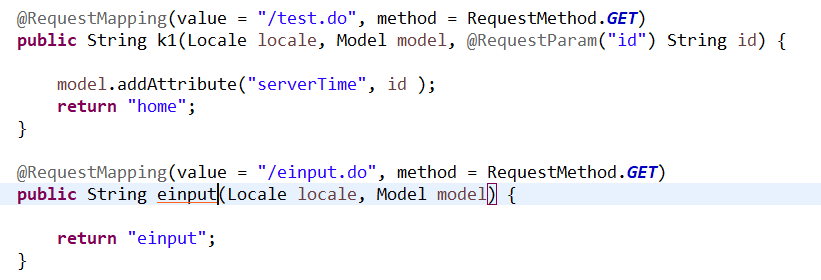 @RequestMapping(value = "/test.do", method = RequestMethod.GET)
public String k1(Locale locale, Model model, @RequestParam("id") String id) {
model.addAttribute("serverTime", id );
return "home";
}
@RequestMapping(value = "/einput.do", method = RequestMethod.GET)
public String einput(Locale locale, Model model) {
return "einput";
}